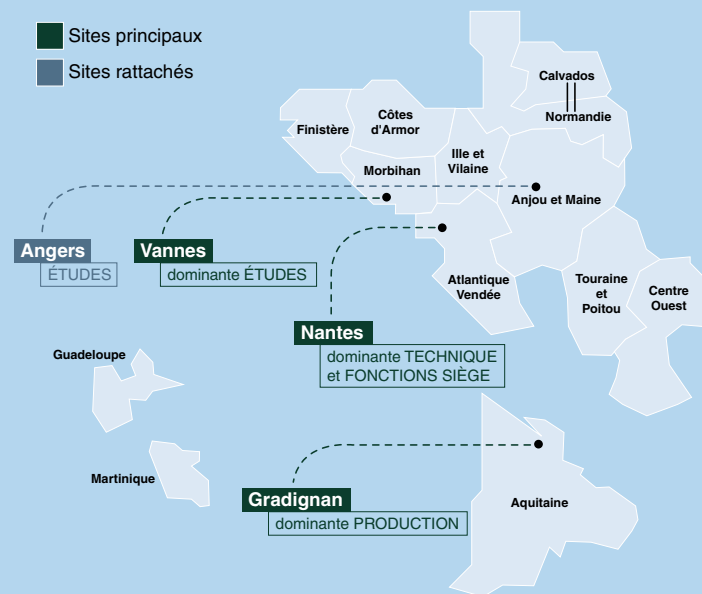 Sites principaux
Sites rattachés
Calvados
Normandie
Côtes
d'Armor
Finistère
Ille et
Vilaine
Morbihan
Anjou et Maine
Angers
ÉTUDES
Vannes
dominante ÉTUDES
Atlantique
Vendée
Touraine
et
Poitou
Centre
Ouest
Nantes
dominante TECHNIQUE
et FONCTIONS SIÈGE
Guadeloupe
Martinique
Gradignan
dominante PRODUCTION
Aquitaine